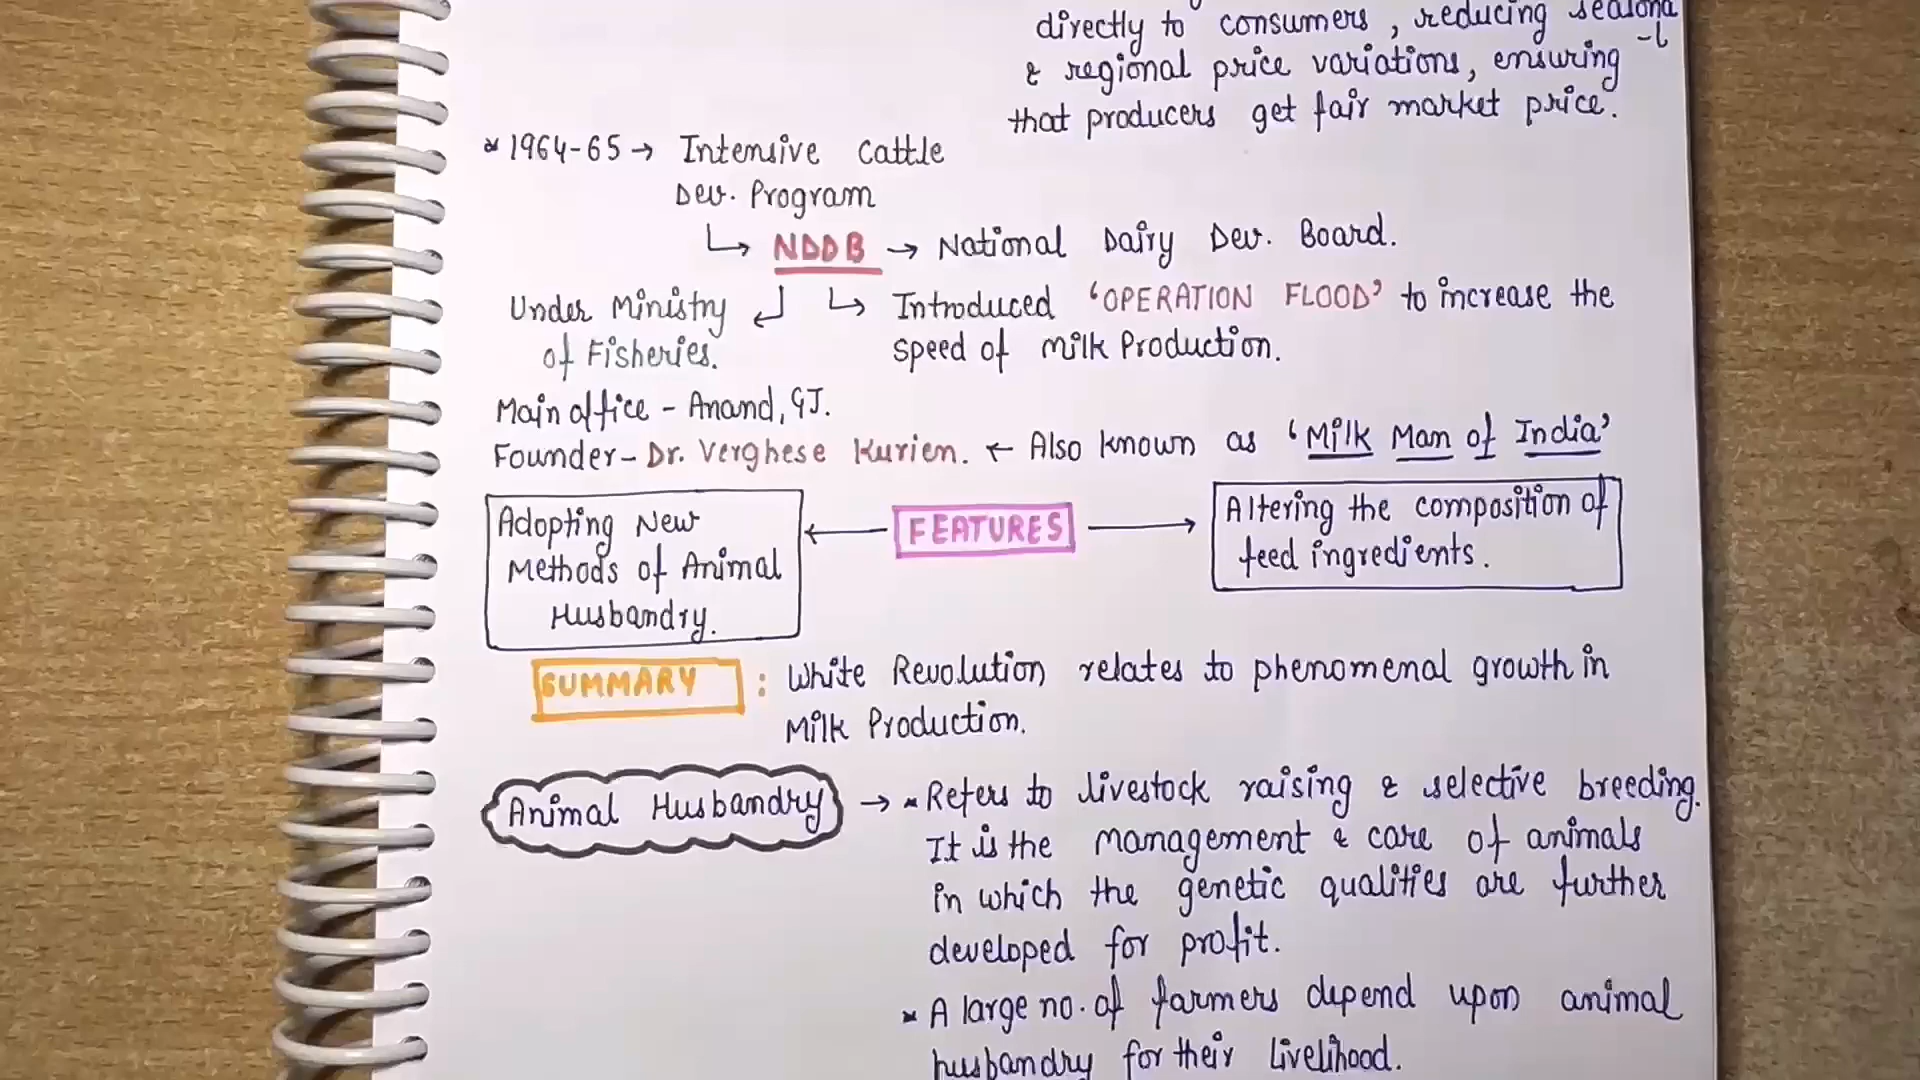 directly to consumers, reducing seasona
-l
& regional price variations, ensuring
that producers get fair market price.
* 1964-65 → Intensive Cattle
Dev. Program
↳ NDDB → National Dairy Dev. Board.
Under Ministry ↲ ↳ Introduced 'OPERATION FLOOD' to increase the
of Fisheries. speed of milk Production.
Main office - Anand, GJ.
Founder - Dr. Verghese Kurien. ← Also known as 'Milk Man of India'
Adopting New
Methods of Animal
Husbandry.
← FEATURES →
Altering the composition of
feed ingredients.
SUMMARY : White Revolution relates to phenomenal growth in
Milk Production.
Animal Husbandry → * Refers to livestock raising & selective breeding.
It is the management & care of animals
in which the genetic qualities are further
developed for profit.
* A large no. of farmers depend upon animal
husbandry for their livelihood.